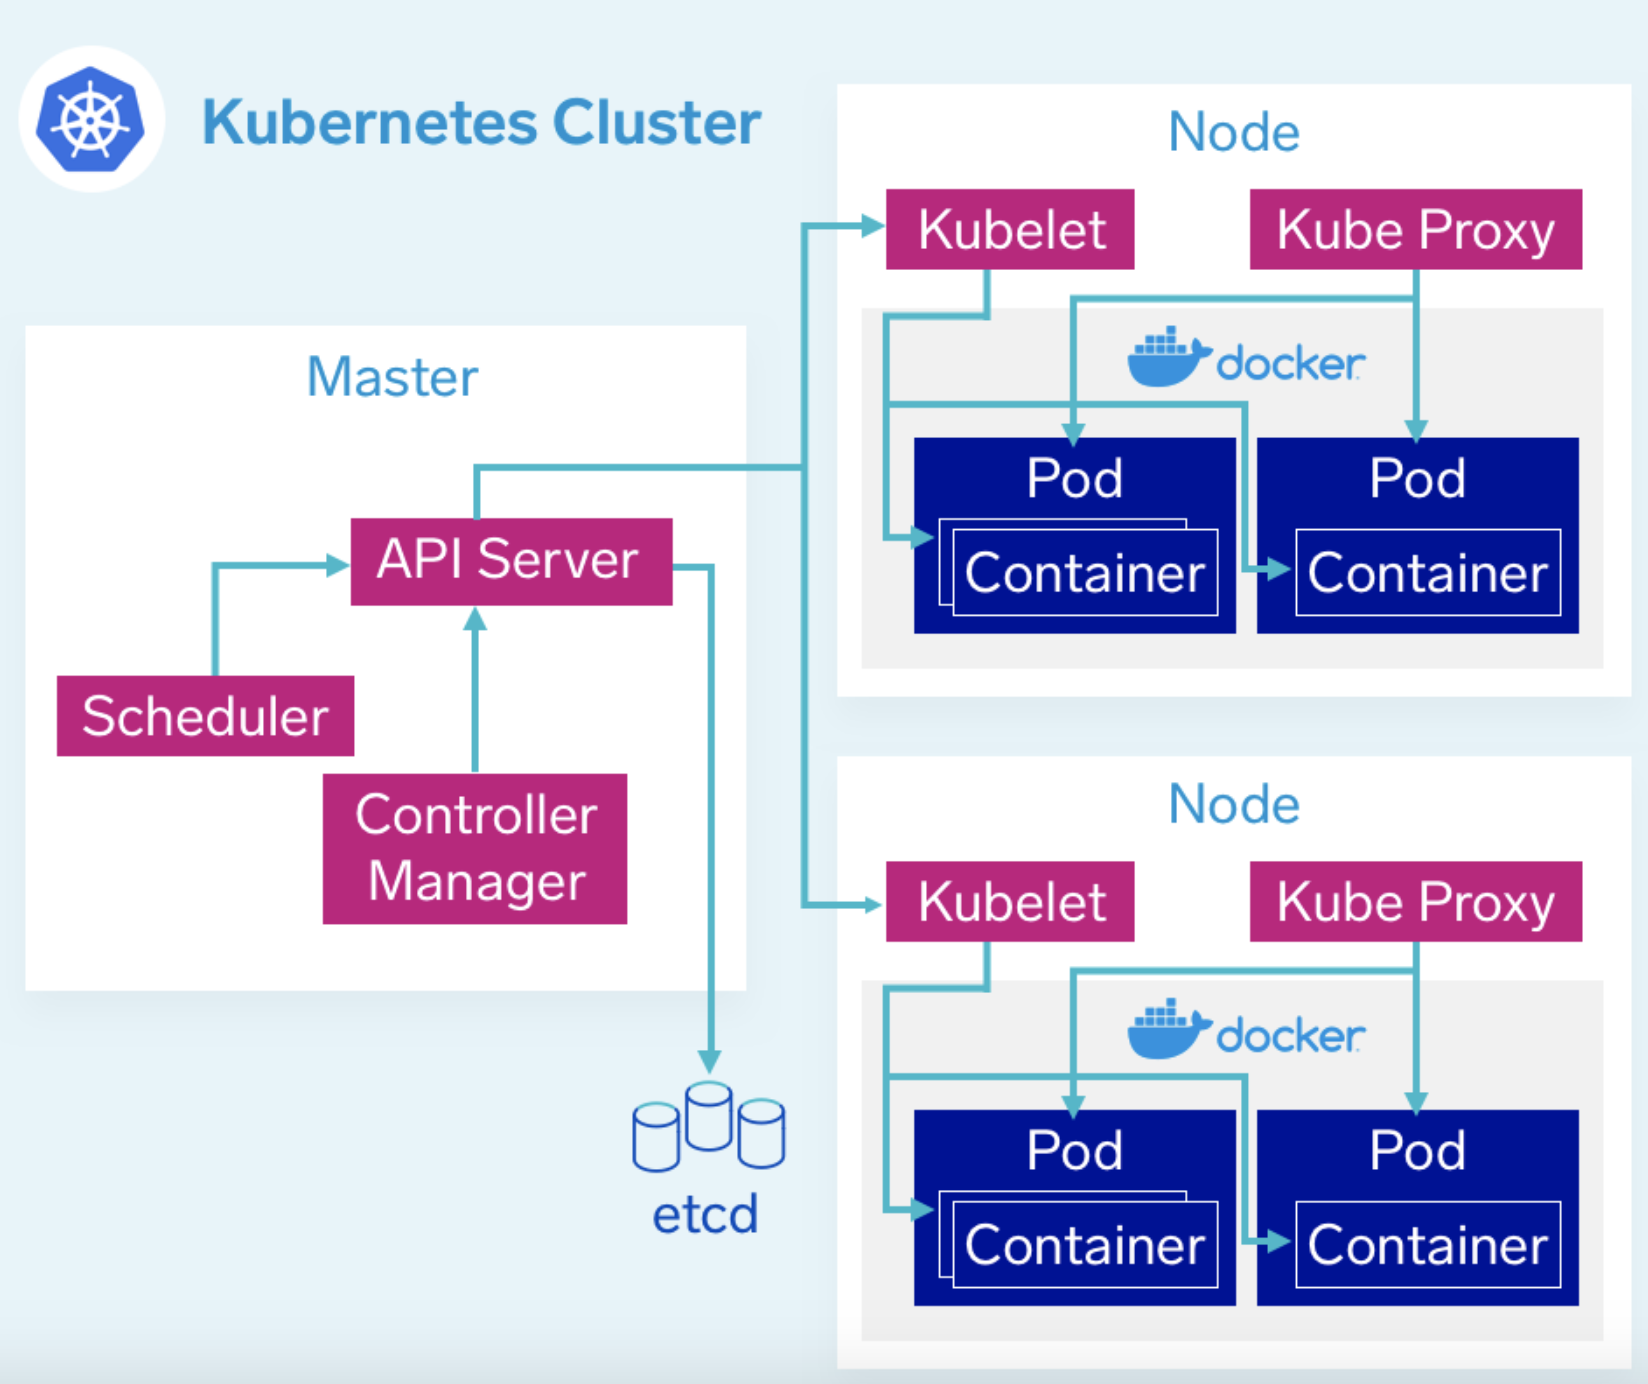 Kubernetes Cluster
Master
API Server
Scheduler
Controller
Manager
etcd
Node
Kubelet
Kube Proxy
docker
Pod
Pod
Container
Container
Node
Kubelet
Kube Proxy
docker
Pod
Pod
Container
Container